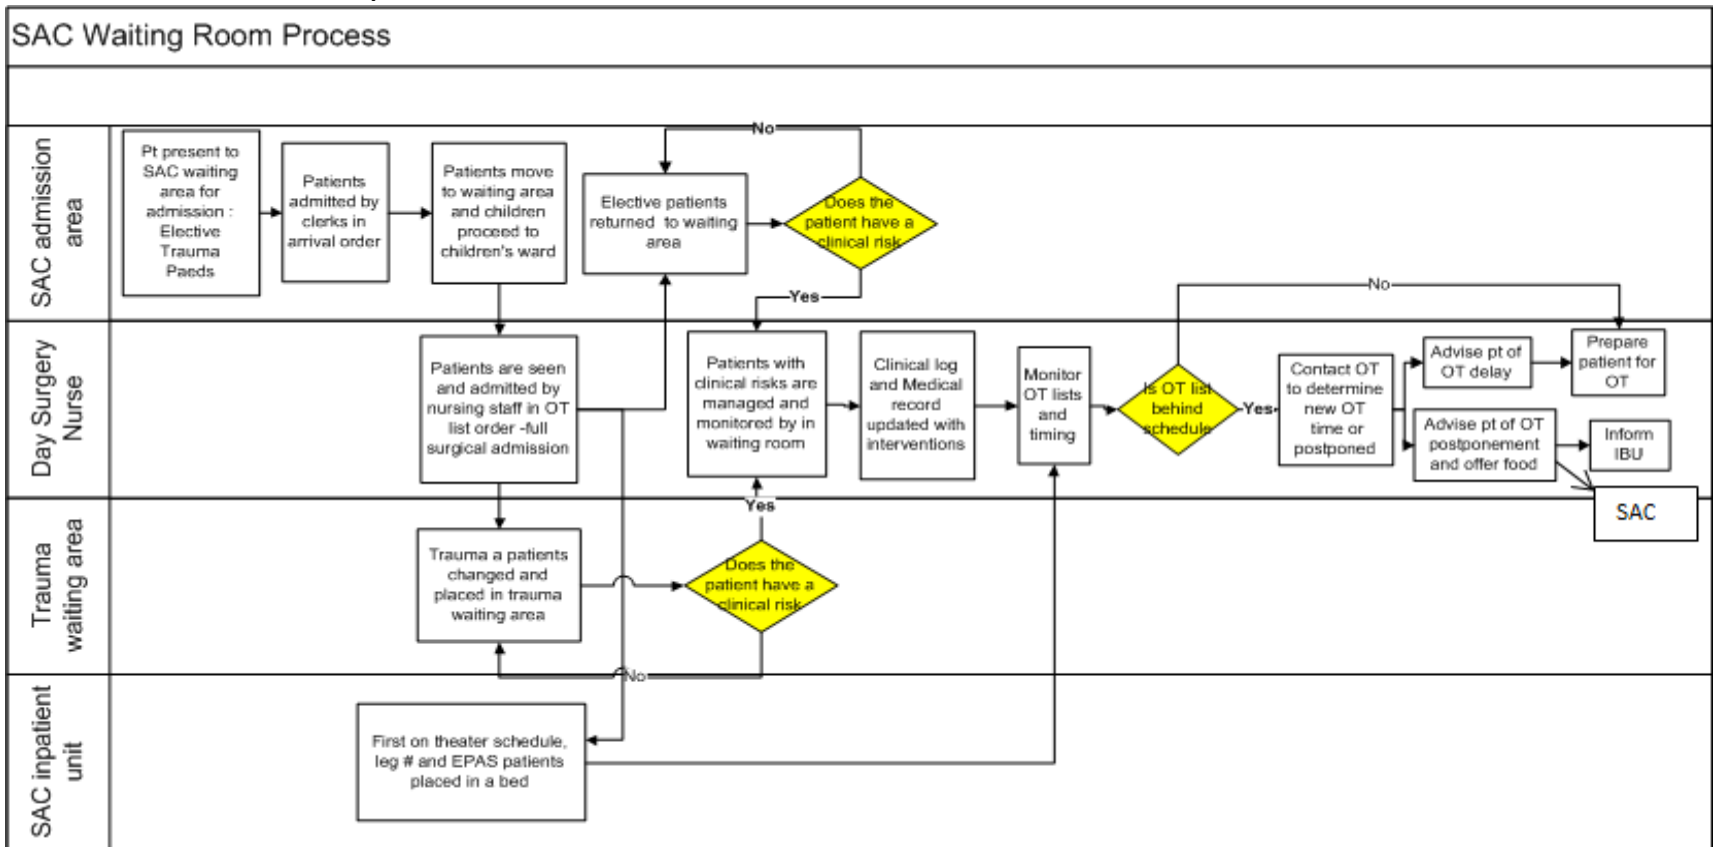 SAC Waiting Room Process
SAC admission
area
Pt present to
SAC waiting
area for
admission :
Elective
Trauma
Paeds
Patients
admitted by
clerks in
arrival order
Patients move
to waiting area
and children
proceed to
children's ward
No
Elective patients
returned to waiting
area
Does the
patient have a
clinical risk
Yes
No
Day Surgery
Nurse
Patients are seen
and admitted by
nursing staff in OT
list order -full
surgical admission
Patients with
clinical risks are
managed and
monitored by in
waiting room
Clinical log
and Medical
record
updated with
interventions
Monitor
OT lists
and
timing
Is OT list
behind
schedule
Yes
Contact OT
to determine
new OT
time or
postponed
Advise pt of
OT delay
Prepare
patient for
OT
Advise pt of OT
postponement
and offer food
Inform
IBU
SAC
Trauma
waiting area
Trauma a patients
changed and
placed in trauma
waiting area
Yes
Does the
patient have a
clinical risk
No
SAC inpatient
unit
First on theater schedule,
leg # and EPAS patients
placed in a bed